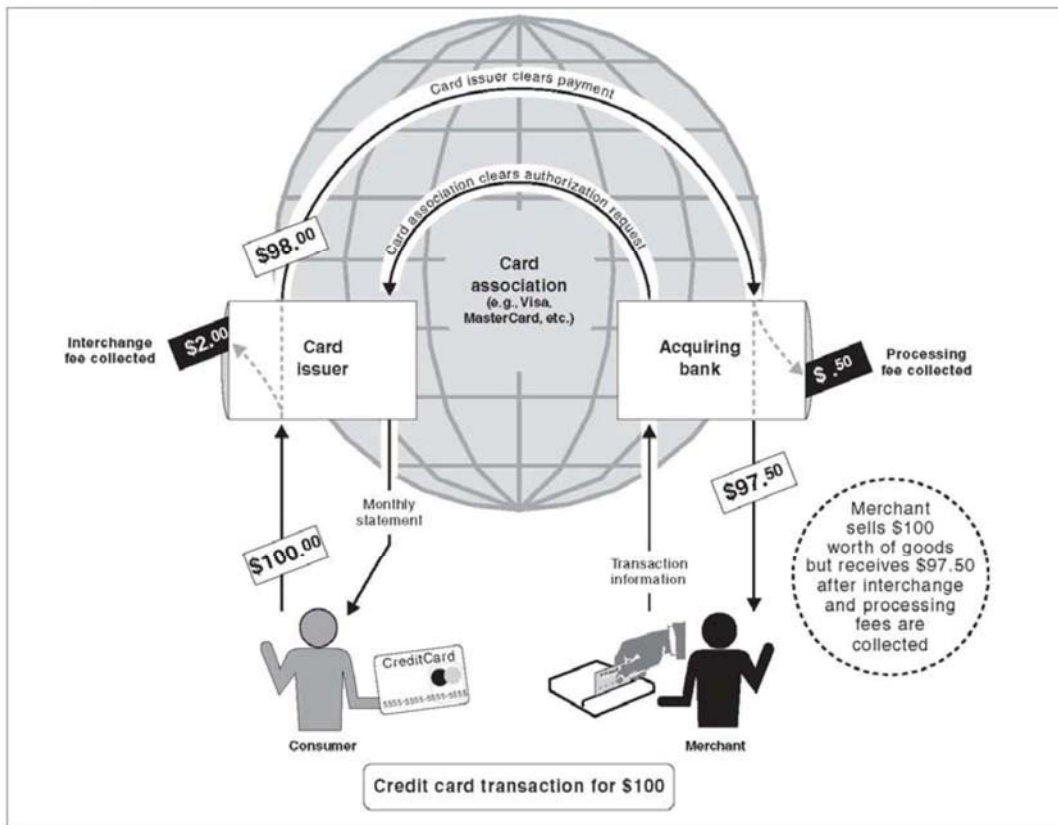 Card issuer clears payment
Card association clears authorization request
$98.00
Card
association
(e.g., Visa,
MasterCard, etc.)
Interchange
fee collected
$2.00
Card
issuer
Acquiring
bank
$ .50
Processing
fee collected
$97.50
Monthly
statement
$100.00
Transaction
information
Merchant
sells $100
worth of goods
but receives $97.50
after interchange
and processing
fees are
collected
CreditCard
5555-5555-5555-5555
Consumer
Merchant
Credit card transaction for $100